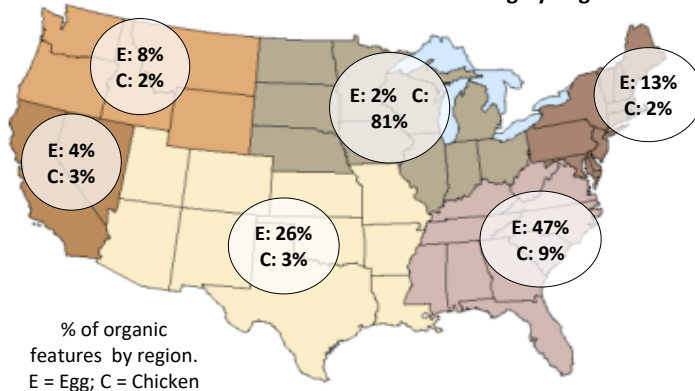 E: 8%
C: 2%
E: 2% C:
81%
E: 13%
C: 2%
E: 4%
C: 3%
E: 26%
C: 3%
E: 47%
C: 9%
% of organic
features by region.
E = Egg; C = Chicken